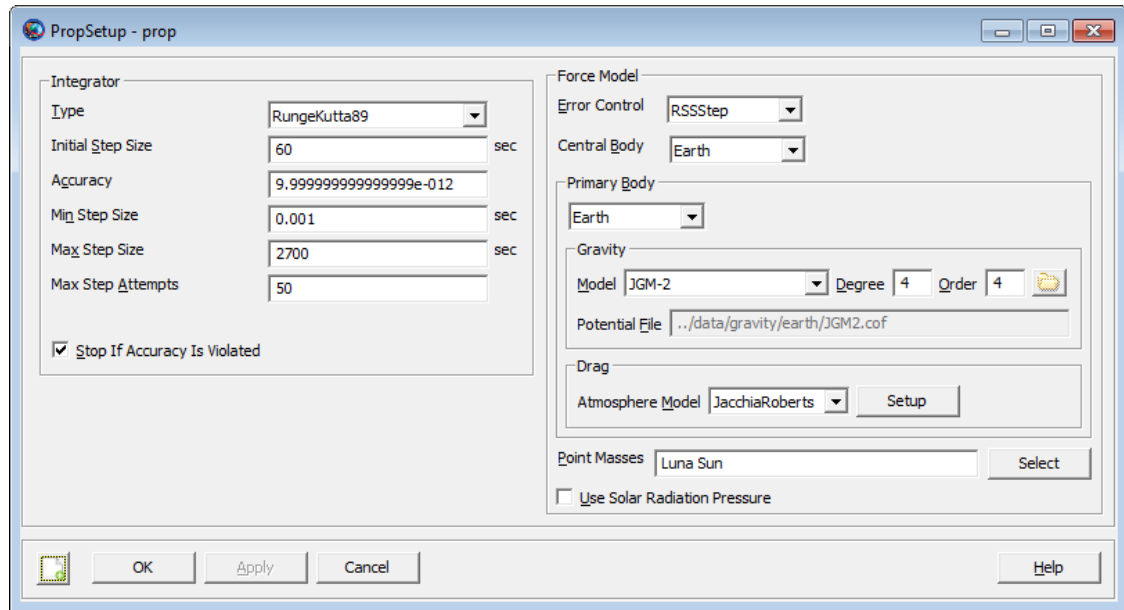 PropSetup - prop
Integrator
Type RungeKutta89
Initial Step Size 60 sec
Accuracy 9.999999999999999e-012
Min Step Size 0.001 sec
Max Step Size 2700 sec
Max Step Attempts 50
Stop If Accuracy Is Violated
Force Model
Error Control RSSStep
Central Body Earth
Primary Body
Earth
Gravity
Model JGM-2 Degree 4 Order 4
Potential File ../data/gravity/earth/JGM2.cof
Drag
Atmosphere Model JacchiaRoberts Setup
Point Masses Luna Sun Select
Use Solar Radiation Pressure
OK Apply Cancel Help